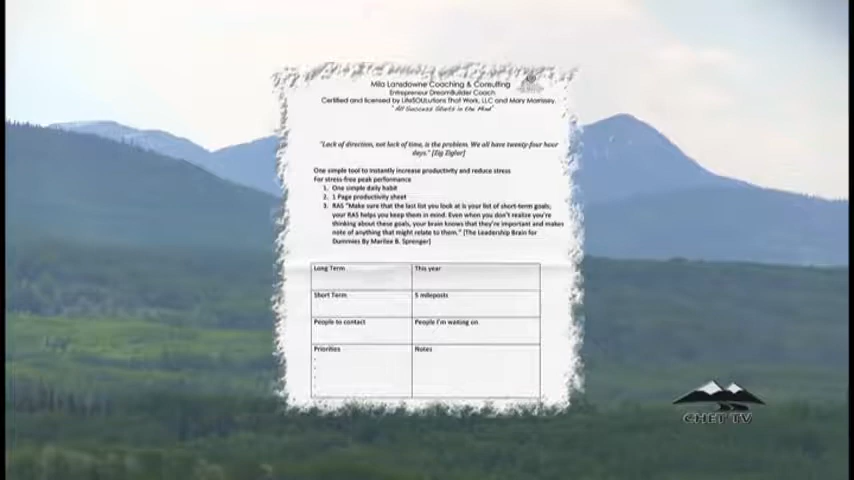 Mila Lansdowne Coaching & Consulting
Entrepreneur DreamBuilder Coach
Certified and licensed by LifeSOULutions That Work, LLC and Mary Morrissey.
"All Success Starts in the Mind"
"Lack of direction, not lack of time, is the problem. We all have twenty-four hour
days." [Zig Ziglar]
One simple tool to instantly increase productivity and reduce stress
For stress-free peak performance
1. One simple daily habit
2. 1 Page productivity sheet
3. RAS "Make sure that the last list you look at is your list of short-term goals;
your RAS helps you keep them in mind. Even when you don't realize you're
thinking about these goals, your brain knows that they're important and makes
note of anything that might relate to them." [The Leadership Brain for
Dummies By Marilee B. Sprenger]
Long Term This year
Short Term 5 mileposts
People to contact People I'm waiting on
Priorities Notes
CHET TV